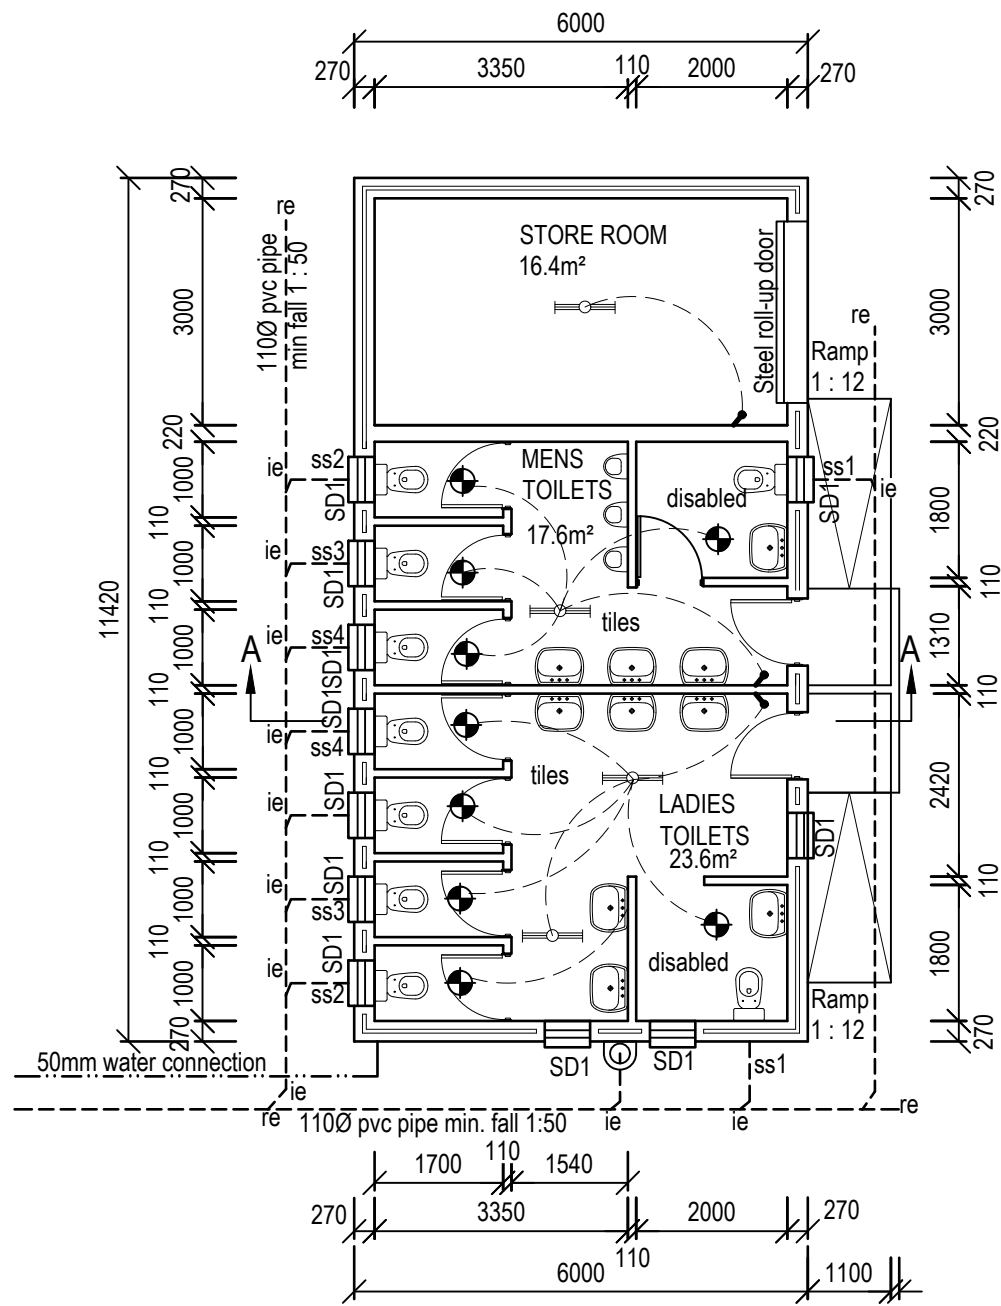 6000
270
3350
110
2000
270
270
3000
220
1000
110
1000
110
1000
110
1000
110
1000
110
1000
110
1000
270
11420
re
110Ø pvc pipe
min fall 1 : 50
STORE ROOM
16.4m²
Steel roll-up door
re
Ramp
1 : 12
270
3000
220
1800
110
1310
110
2420
110
1800
270
ie
ss2
SD1
MENS
TOILETS
17.6m²
disabled
ss1
SD1
ie
ie
ss3
SD1
ie
ss4
SD1
tiles
A
A
SD1
ie
ss4
tiles
LADIES
TOILETS
23.6m²
SD1
ie
SD1
SD1
ie
ss3
ie
SD1
ss2
disabled
Ramp
1 : 12
50mm water connection
SD1
SD1
ss1
ie
re
110Ø pvc pipe min. fall 1:50
ie
ie
re
1700
110
1540
270
3350
110
2000
270
6000
1100